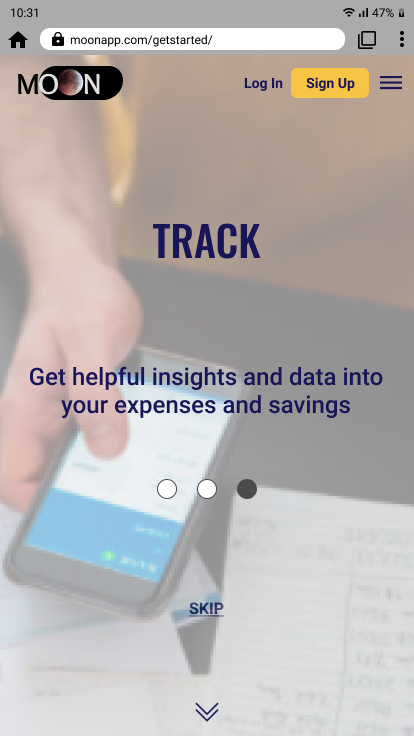 10:31
47%
moonapp.com/getstarted/
MOON
Log In
Sign Up
TRACK
Get helpful insights and data into
your expenses and savings
SKIP